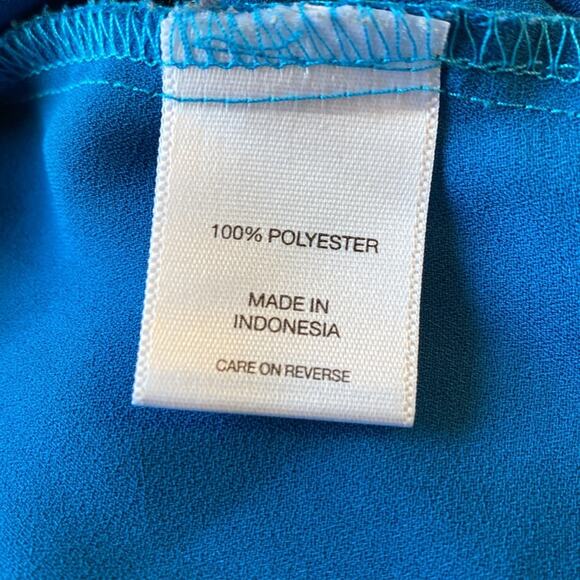 100% POLYESTER
MADE IN
INDONESIA
CARE ON REVERSE